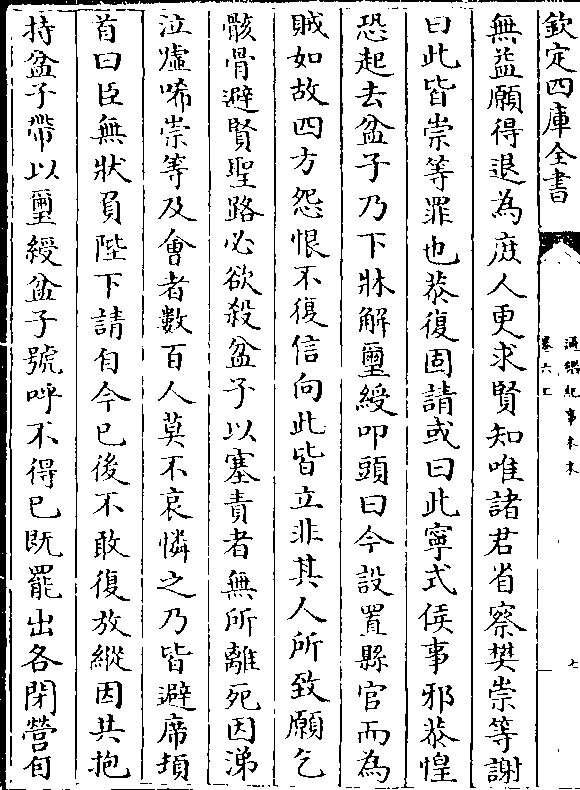 欽定四庫全書
通鑑紀事本末
卷六上
七
無益願得退為庶人更求賢知唯諸君省察樊崇等謝
曰此皆崇等罪也恭復固請或曰此寧式侯事邪恭惶
恐起去盆子乃下牀解璽綬叩頭曰今設置縣官而為
賊如故四方怨恨不復信向此皆立非其人所致願乞
骸骨避賢聖路必欲殺盆子以塞責者無所離死因涕
泣噓唏崇等及會者數百人莫不哀憐之乃皆避席頓
首曰臣無狀負陛下請自今已後不敢復放縱因共抱
持盆子帶以璽綬盆子號呼不得已既罷出各閉營自